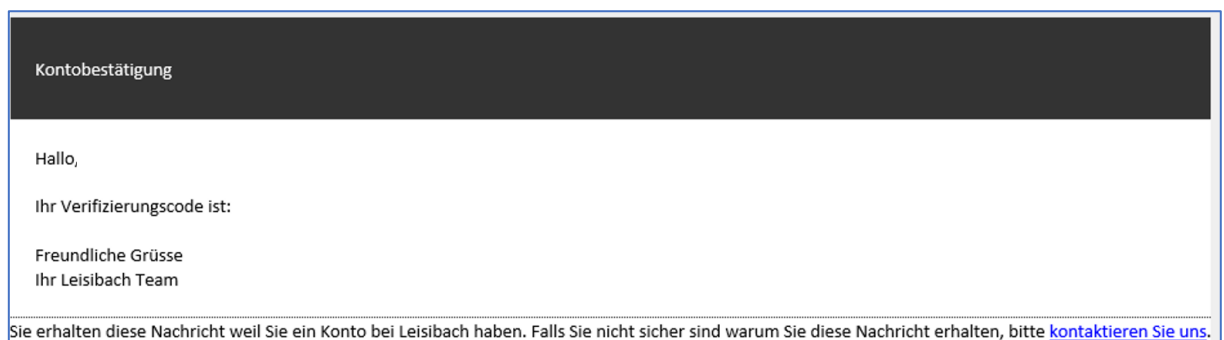 Kontobestätigung
Hallo,
Ihr Verifizierungscode ist:
Freundliche Grüsse
Ihr Leisibach Team
Sie erhalten diese Nachricht weil Sie ein Konto bei Leisibach haben. Falls Sie nicht sicher sind warum Sie diese Nachricht erhalten, bitte kontaktieren Sie uns.